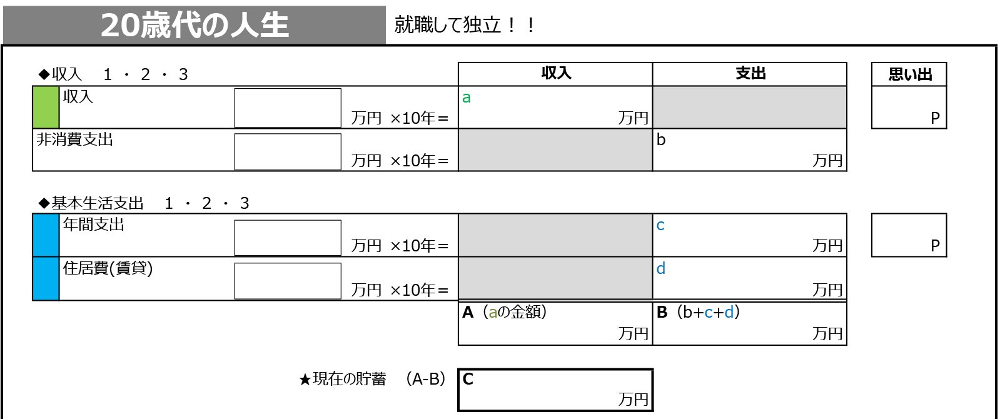 20歳代の人生 就職して独立！！
◆収入 1 ・ 2 ・ 3 収入 支出 思い出
収入 a
万円 ×10年＝ 万円 P
非消費支出 b
万円 ×10年＝ 万円
◆基本生活支出 1 ・ 2 ・ 3
年間支出 c
万円 ×10年＝ 万円 P
住居費(賃貸) d
万円 ×10年＝ 万円
A（aの金額） B（b+c+d）
万円 万円
★現在の貯蓄 （A-B） C
万円